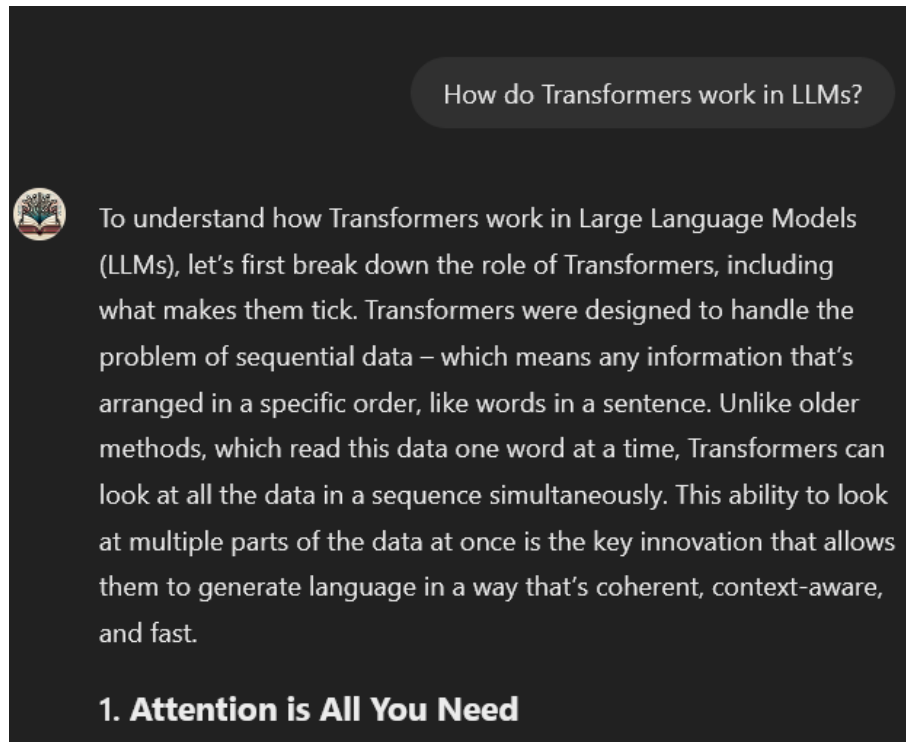 How do Transformers work in LLMs?
To understand how Transformers work in Large Language Models
(LLMs), let’s first break down the role of Transformers, including
what makes them tick. Transformers were designed to handle the
problem of sequential data – which means any information that’s
arranged in a specific order, like words in a sentence. Unlike older
methods, which read this data one word at a time, Transformers can
look at all the data in a sequence simultaneously. This ability to look
at multiple parts of the data at once is the key innovation that allows
them to generate language in a way that’s coherent, context-aware,
and fast.
1. Attention is All You Need